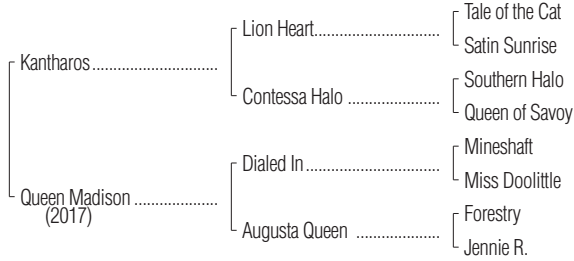 Tale of the Cat
Lion Heart
Satin Sunrise
Kantharos
Southern Halo
Contessa Halo
Queen of Savoy
Mineshaft
Dialed In
Miss Doolittle
Queen Madison
(2017)
Forestry
Augusta Queen
Jennie R.